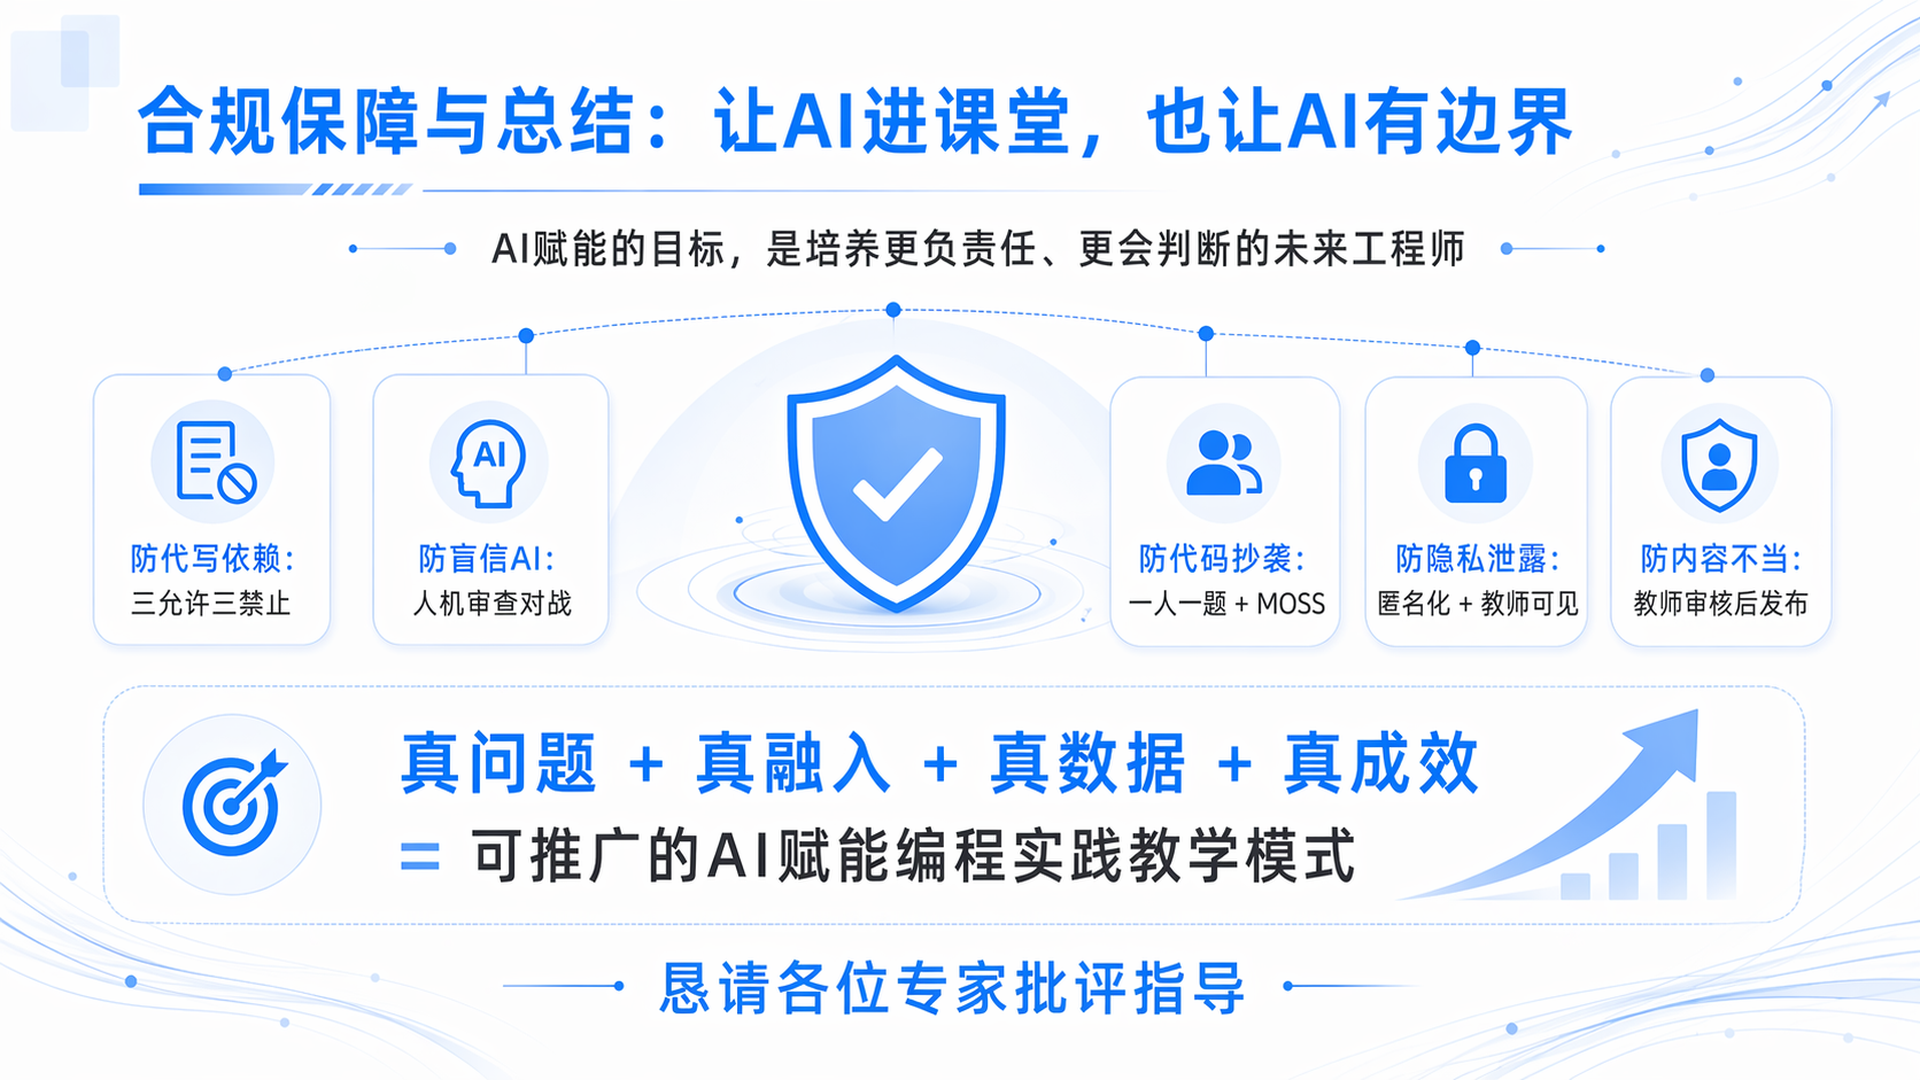 合规保障与总结：让AI进课堂，也让AI有边界
AI赋能的目标，是培养更负责任、更会判断的未来工程师
防代写依赖：
三允许三禁止
AI
防盲信AI：
人机审查对战
防代码抄袭：
一人一题 + MOSS
防隐私泄露：
匿名化 + 教师可见
防内容不当：
教师审核后发布
真问题 + 真融入 + 真数据 + 真成效
= 可推广的AI赋能编程实践教学模式
恳请各位专家批评指导